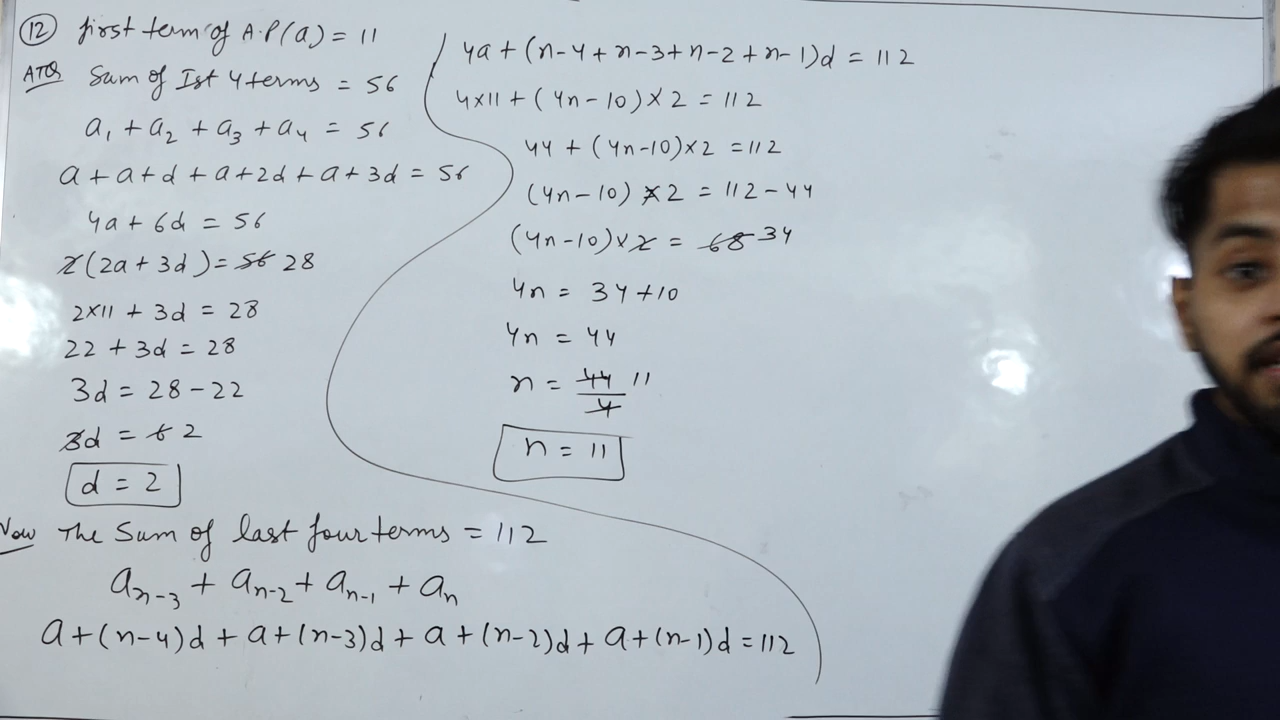 12 first term of A.P(a) = 11
ATQ Sum of Ist 4 terms = 56
a₁ + a₂ + a₃ + a₄ = 56
a + a + d + a + 2d + a + 3d = 56
4a + 6d = 56
2(2a + 3d) = 56 28
2×11 + 3d = 28
22 + 3d = 28
3d = 28 - 22
3d = 6 2
d = 2
Now The Sum of last four terms = 112
aₙ₋₃ + aₙ₋₂ + aₙ₋₁ + aₙ
a + (n-4)d + a + (n-3)d + a + (n-2)d + a + (n-1)d = 112
4a + (n-4+n-3+n-2+n-1)d = 112
4×11 + (4n-10)×2 = 112
44 + (4n-10)×2 = 112
(4n-10)×2 = 112-44
(4n-10)×2 = 68 34
4n = 34+10
4n = 44
n = 44/4 11
n = 11